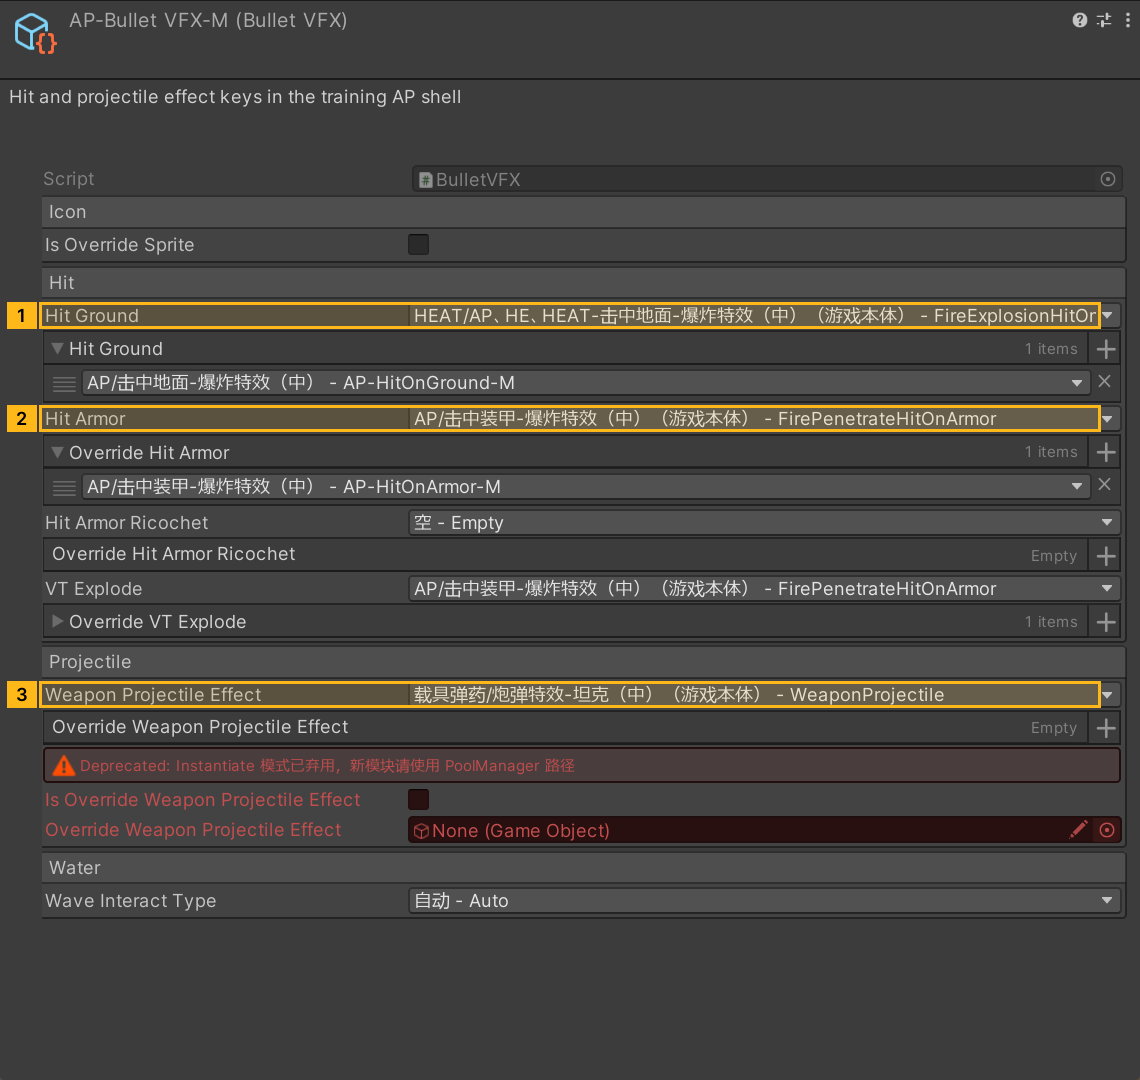 AP-Bullet VFX-M (Bullet VFX)
Hit and projectile effect keys in the training AP shell
Script BulletVFX
Icon
Is Override Sprite
Hit
1 Hit Ground HEAT/AP、HE、HEAT-击中地面-爆炸特效（中）（游戏本体） - FireExplosionHitOr
Hit Ground 1 items
AP/击中地面-爆炸特效（中） - AP-HitOnGround-M
2 Hit Armor AP/击中装甲-爆炸特效（中）（游戏本体） - FirePenetrateHitOnArmor
Override Hit Armor 1 items
AP/击中装甲-爆炸特效（中） - AP-HitOnArmor-M
Hit Armor Ricochet 空 - Empty
Override Hit Armor Ricochet Empty
VT Explode AP/击中装甲-爆炸特效（中）（游戏本体） - FirePenetrateHitOnArmor
Override VT Explode 1 items
Projectile
3 Weapon Projectile Effect 载具弹药/炮弹特效-坦克（中）（游戏本体） - WeaponProjectile
Override Weapon Projectile Effect Empty
Deprecated: Instantiate 模式已弃用，新模块请使用 PoolManager 路径
Is Override Weapon Projectile Effect
Override Weapon Projectile Effect None (Game Object)
Water
Wave Interact Type 自动 - Auto